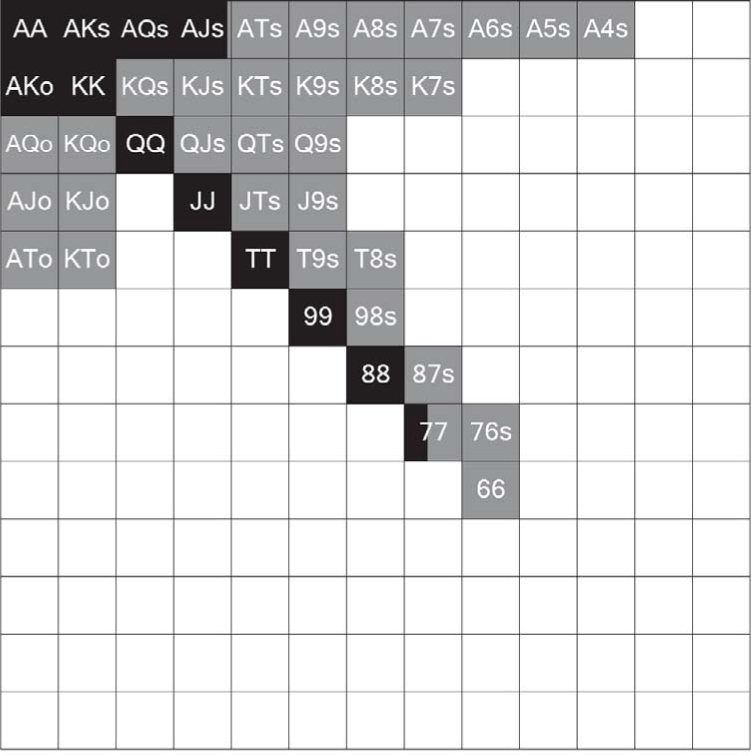 AA AKs AQs AJs ATs A9s A8s A7s A6s A5s A4s
AKo KK KQs KJs KTs K9s K8s K7s
AQo KQo QQ QJs QTs Q9s
AJo KJo JJ JTs J9s
ATo KTo TT T9s T8s
99 98s
88 87s
77 76s
66